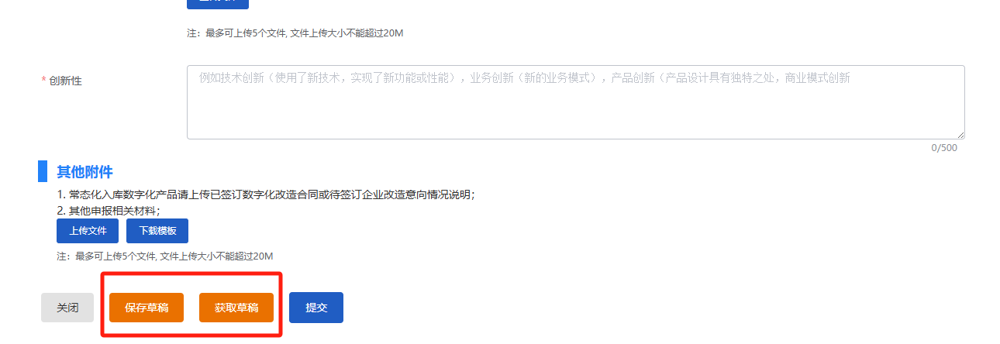 注：最多可上传5个文件, 文件上传大小不能超过20M
* 创新性
例如技术创新（使用了新技术，实现了新功能或性能），业务创新（新的业务模式），产品创新（产品设计具有独特之处，商业模式创新
0/500
其他附件
1. 常态化入库数字化产品请上传已签订数字化改造合同或待签订企业改造意向情况说明；
2. 其他申报相关材料；
上传文件 下载模板
注：最多可上传5个文件, 文件上传大小不能超过20M
关闭 保存草稿 获取草稿 提交